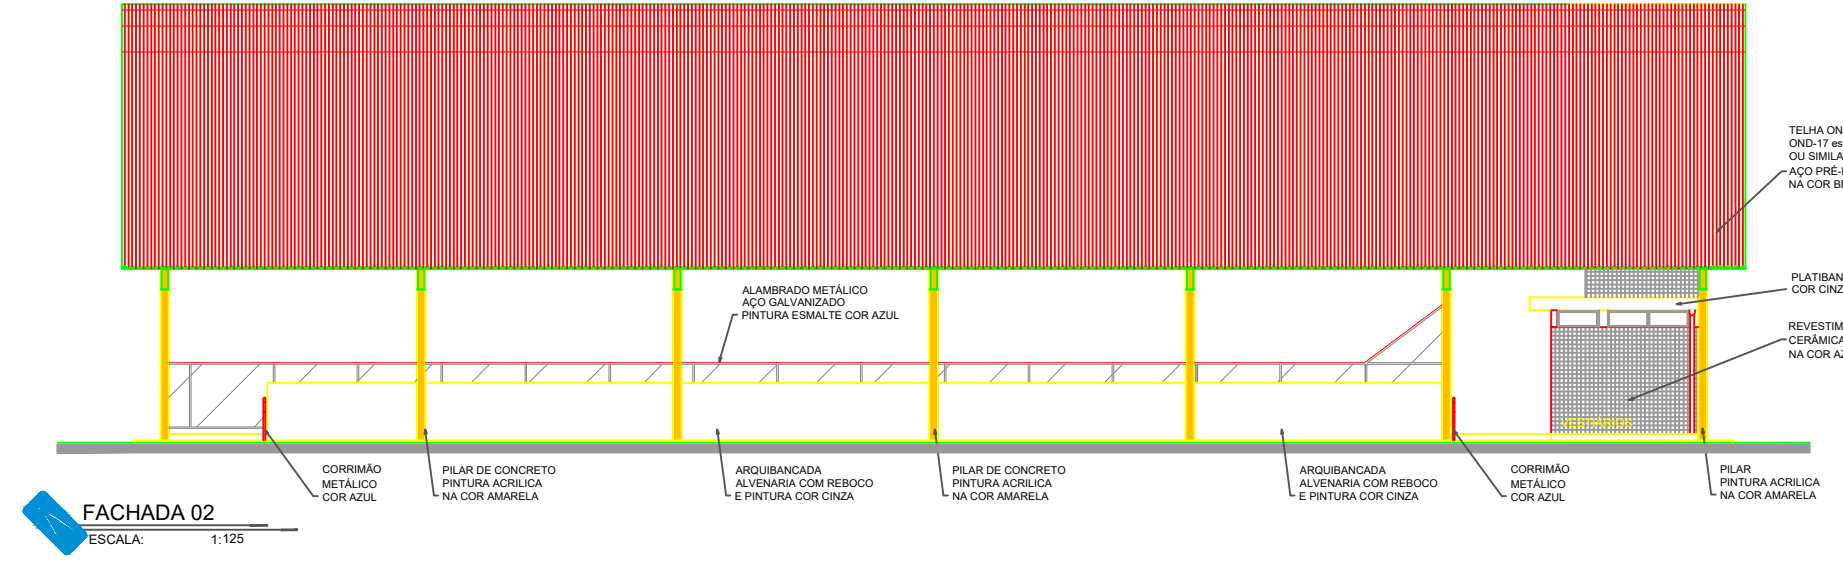 TELHA ON
OND-17 es
OU SIMILA
AÇO PRÉ-
NA COR B
ALAMBRADO METÁLICO
AÇO GALVANIZADO
PINTURA ESMALTE COR AZUL
PLATIBAN
COR CINZ
REVESTIM
CERÂMICA
NA COR AZ
VESTIÁRIOS
CORRIMÃO
METÁLICO
COR AZUL
PILAR DE CONCRETO
PINTURA ACRILICA
NA COR AMARELA
ARQUIBANCADA
ALVENARIA COM REBOCO
E PINTURA COR CINZA
PILAR DE CONCRETO
PINTURA ACRILICA
NA COR AMARELA
ARQUIBANCADA
ALVENARIA COM REBOCO
E PINTURA COR CINZA
CORRIMÃO
METÁLICO
COR AZUL
PILAR
PINTURA ACRILICA
NA COR AMARELA
FACHADA 02
ESCALA: 1:125